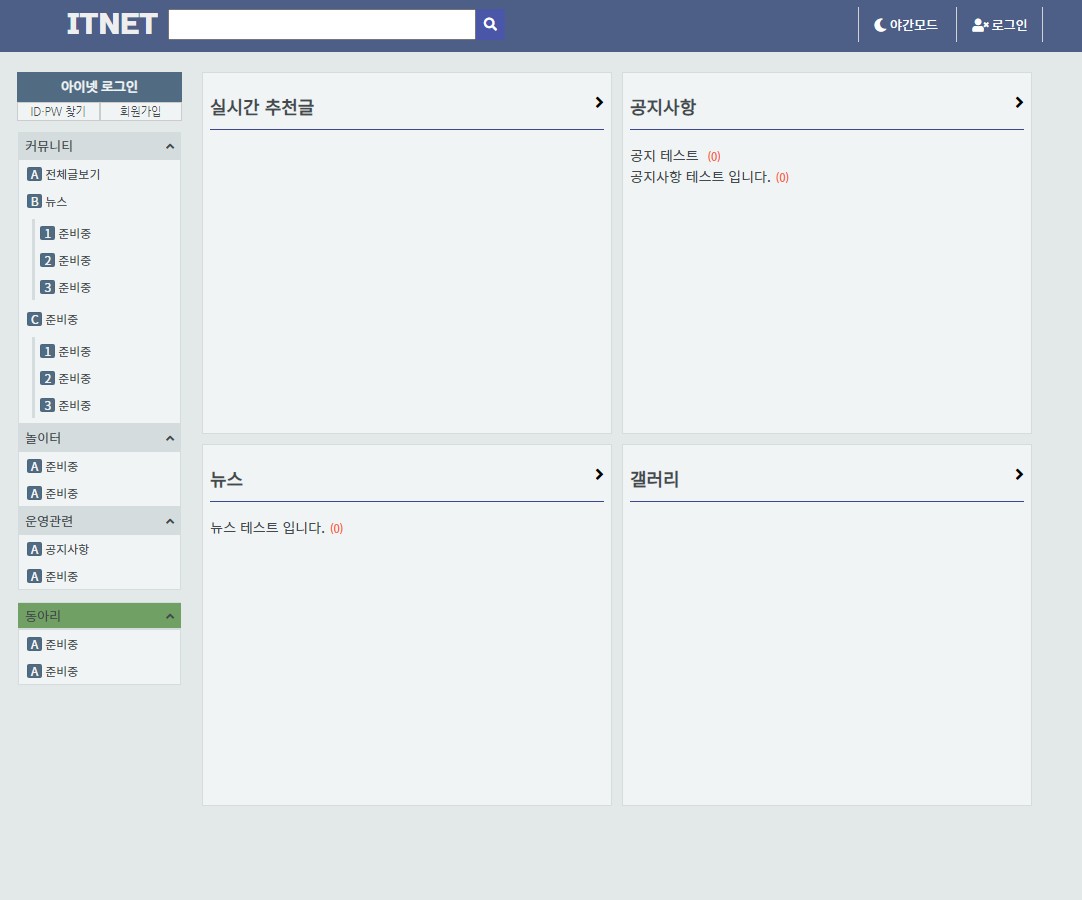 ITNET
야간모드
로그인
아이넷 로그인
ID·PW 찾기
회원가입
커뮤니티
A 전체글보기
B 뉴스
1 준비중
2 준비중
3 준비중
C 준비중
1 준비중
2 준비중
3 준비중
놀이터
A 준비중
A 준비중
운영관련
A 공지사항
A 준비중
동아리
A 준비중
A 준비중
실시간 추천글
공지사항
공지 테스트 (0)
공지사항 테스트 입니다. (0)
뉴스
뉴스 테스트 입니다. (0)
갤러리